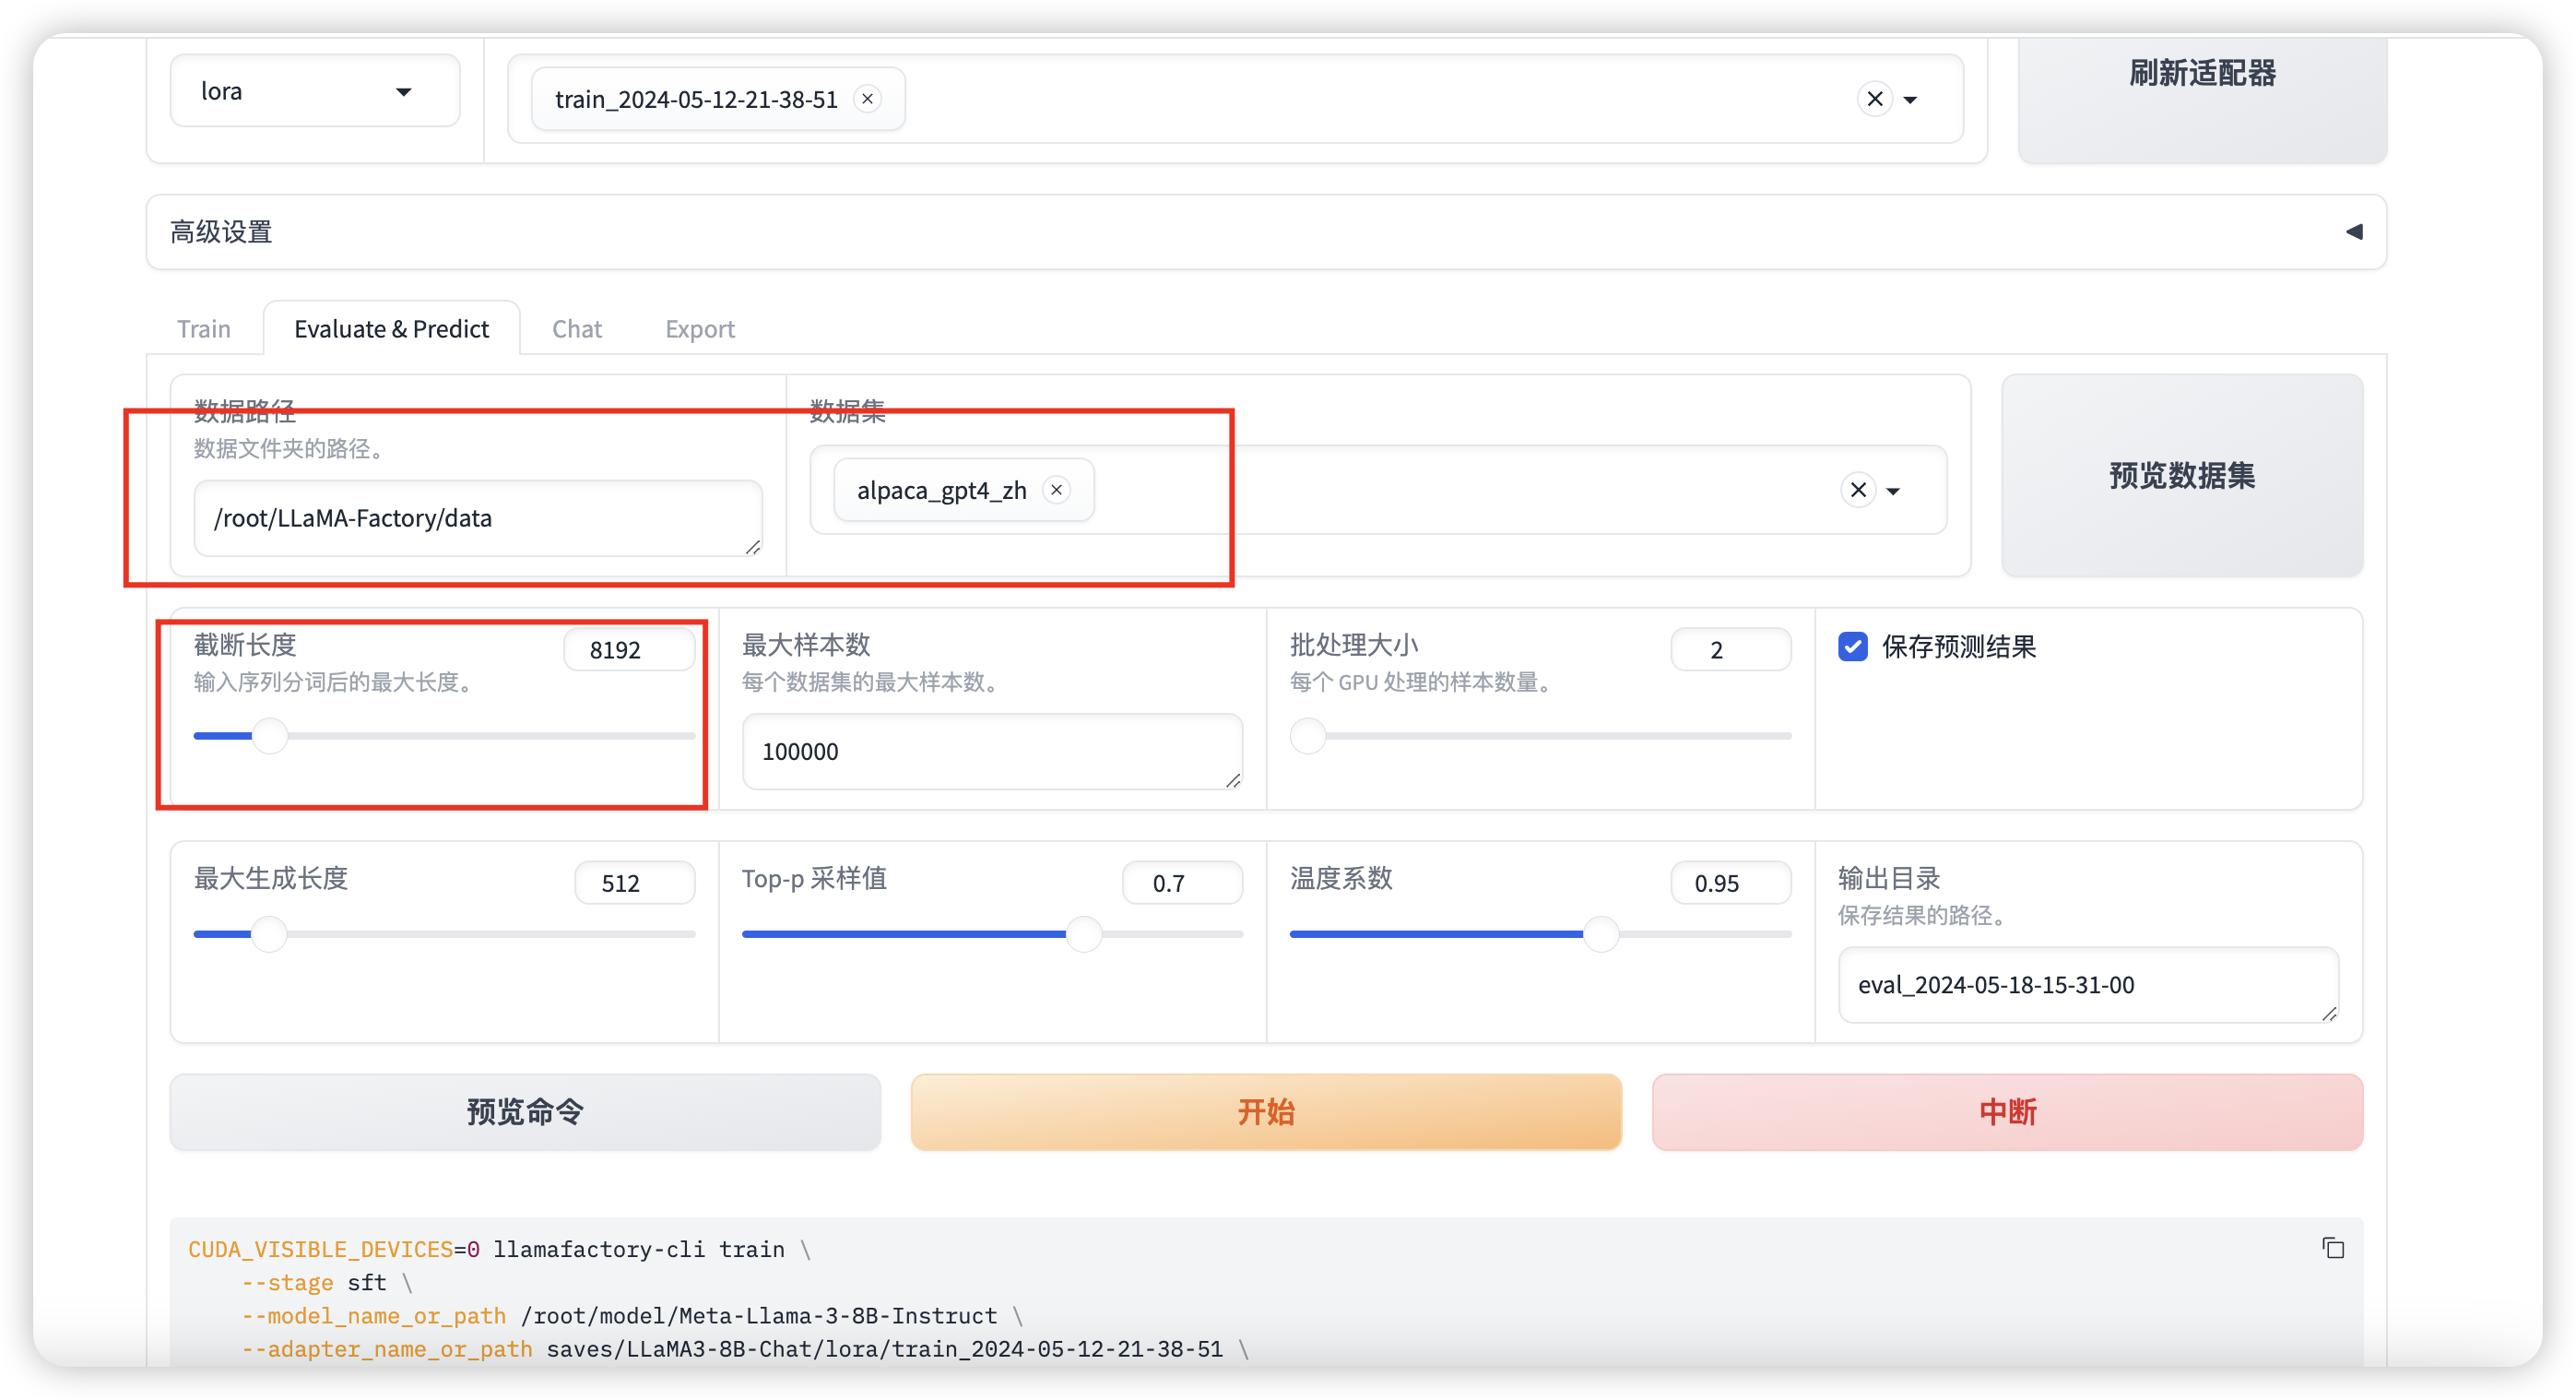 lora
train_2024-05-12-21-38-51
刷新适配器
高级设置
Train
Evaluate & Predict
Chat
Export
数据路径
数据文件夹的路径。
/root/LLaMA-Factory/data
数据集
alpaca_gpt4_zh
预览数据集
截断长度
8192
输入序列分词后的最大长度。
最大样本数
每个数据集的最大样本数。
100000
批处理大小
2
每个 GPU 处理的样本数量。
保存预测结果
最大生成长度
512
Top-p 采样值
0.7
温度系数
0.95
输出目录
保存结果的路径。
eval_2024-05-18-15-31-00
预览命令
开始
中断
CUDA_VISIBLE_DEVICES=0 llamafactory-cli train \
--stage sft \
--model_name_or_path /root/model/Meta-Llama-3-8B-Instruct \
--adapter_name_or_path saves/LLaMA3-8B-Chat/lora/train_2024-05-12-21-38-51 \